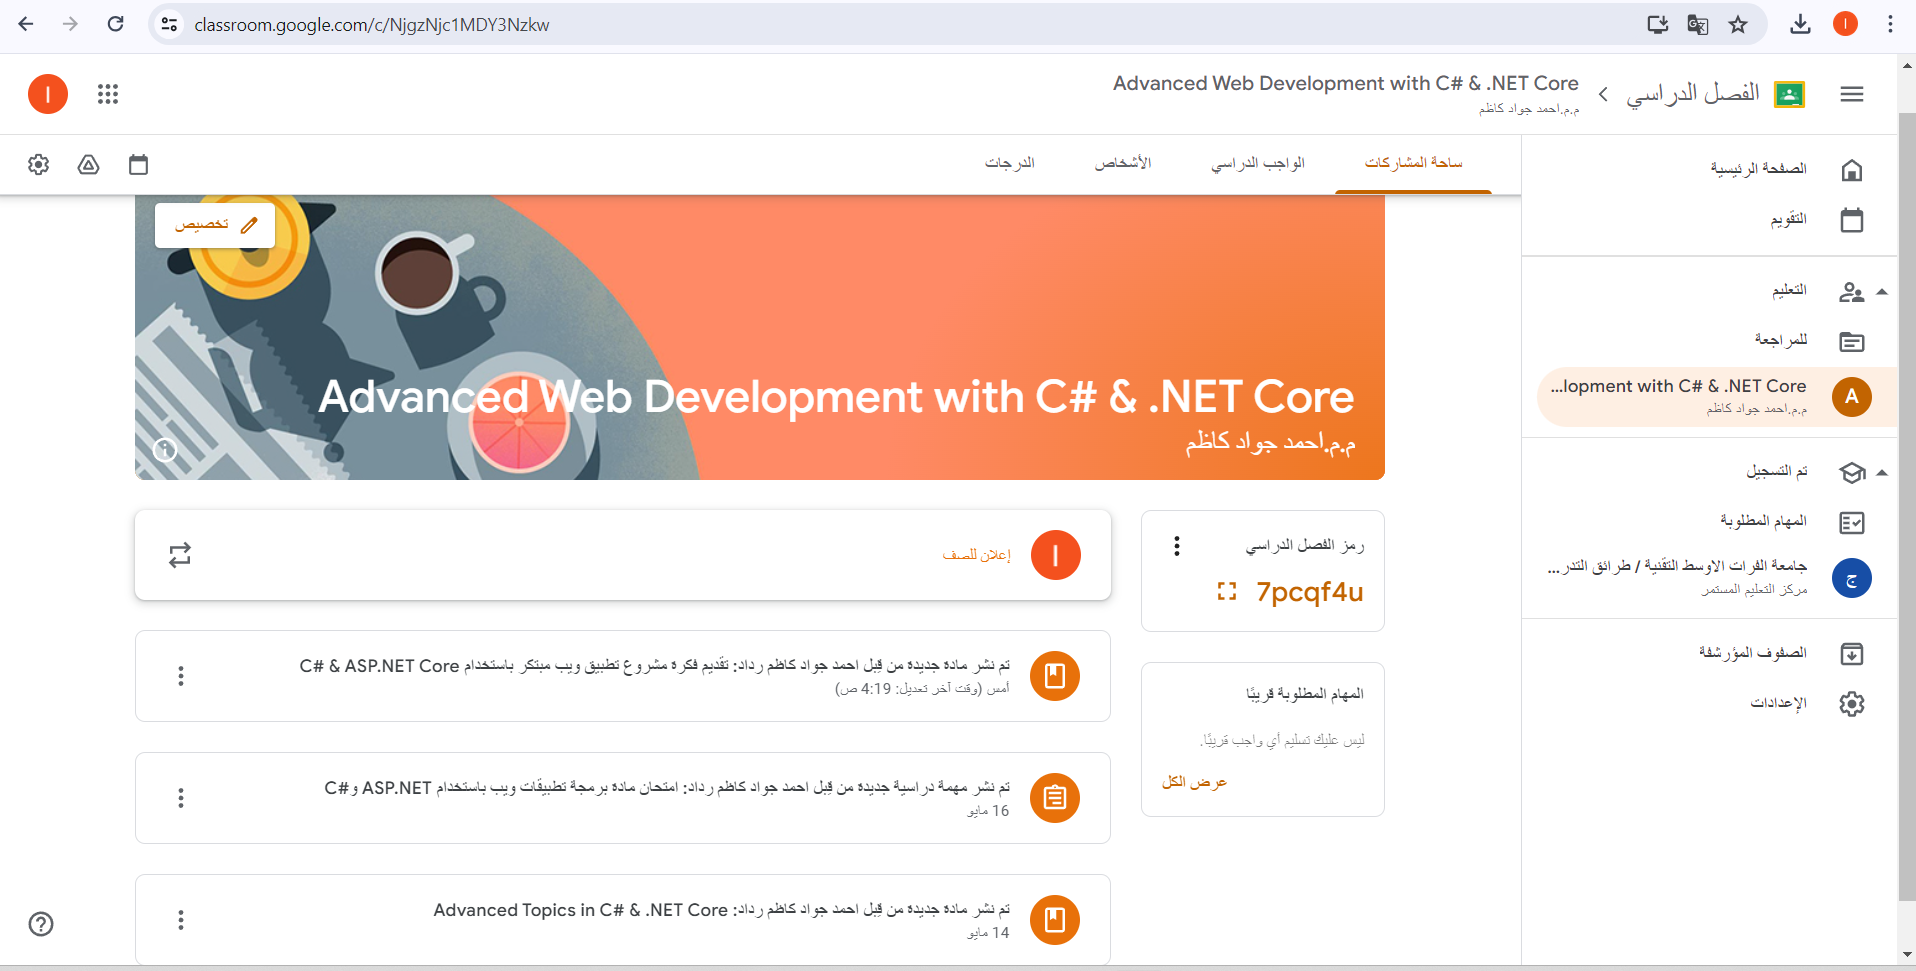 classroom.google.com/c/NjgzNjc1MDY3Nzkw
الفصل الدراسي
Advanced Web Development with C# & .NET Core
م.م.احمد جواد كاظم
ساحة المشاركات
الواجب الدراسي
الأشخاص
الدرجات
الصفحة الرئيسية
التقويم
التعليم
للمراجعة
...lopment with C# & .NET Core
م.م.احمد جواد كاظم
A
تم التسجيل
المهام المطلوبة
جامعة الفرات الاوسط التقنية / طرائق التدر...
مركز التعليم المستمر
ج
الصفوف المؤرشفة
الإعدادات
تخصيص
Advanced Web Development with C# & .NET Core
م.م.احمد جواد كاظم
رمز الفصل الدراسي
7pcqf4u
المهام المطلوبة قريبًا
ليس عليك تسليم أي واجب قريبًا.
عرض الكل
إعلان للصف
تم نشر مادة جديدة من قِبل احمد جواد كاظم رداد: تقديم فكرة مشروع تطبيق ويب مبتكر باستخدام C# & ASP.NET Core
أمس (وقت آخر تعديل: 4:19 ص)
تم نشر مهمة دراسية جديدة من قِبل احمد جواد كاظم رداد: امتحان مادة برمجة تطبيقات ويب باستخدام ASP.NET و C#
16 مايو
تم نشر مادة جديدة من قِبل احمد جواد كاظم رداد: Advanced Topics in C# & .NET Core
14 مايو